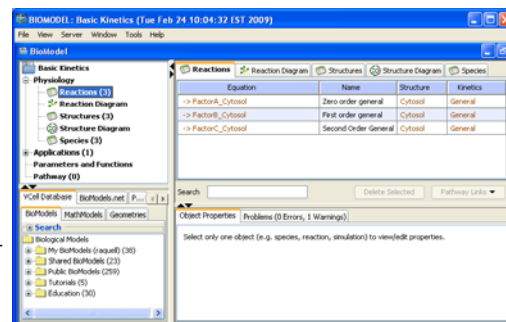 BIOMODEL: Basic Kinetics (Tue Feb 24 10:04:32 EST 2009)
File View Server Window Tools Help
BioModel
Basic Kinetics
Physiology
Reactions (3)
Reaction Diagram
Structures (3)
Structure Diagram
Species (3)
Applications (1)
Parameters and Functions
Pathway (0)
VCell Database BioModels.net P...
BioModels MathModels Geometries
Search
Biological Models
My BioModels (raquell) (38)
Shared BioModels (23)
Public BioModels (259)
Tutorials (5)
Education (30)
Reactions Reaction Diagram Structures Structure Diagram Species
Equation Name Structure Kinetics
-> FactorA_Cytosol Zero order general Cytosol General
-> FactorB_Cytosol First order general Cytosol General
-> FactorC_Cytosol Second Order General Cytosol General
Search Delete Selected Pathway Links
Object Properties Problems (0 Errors, 1 Warnings)
Select only one object (e.g. species, reaction, simulation) to view/edit properties.